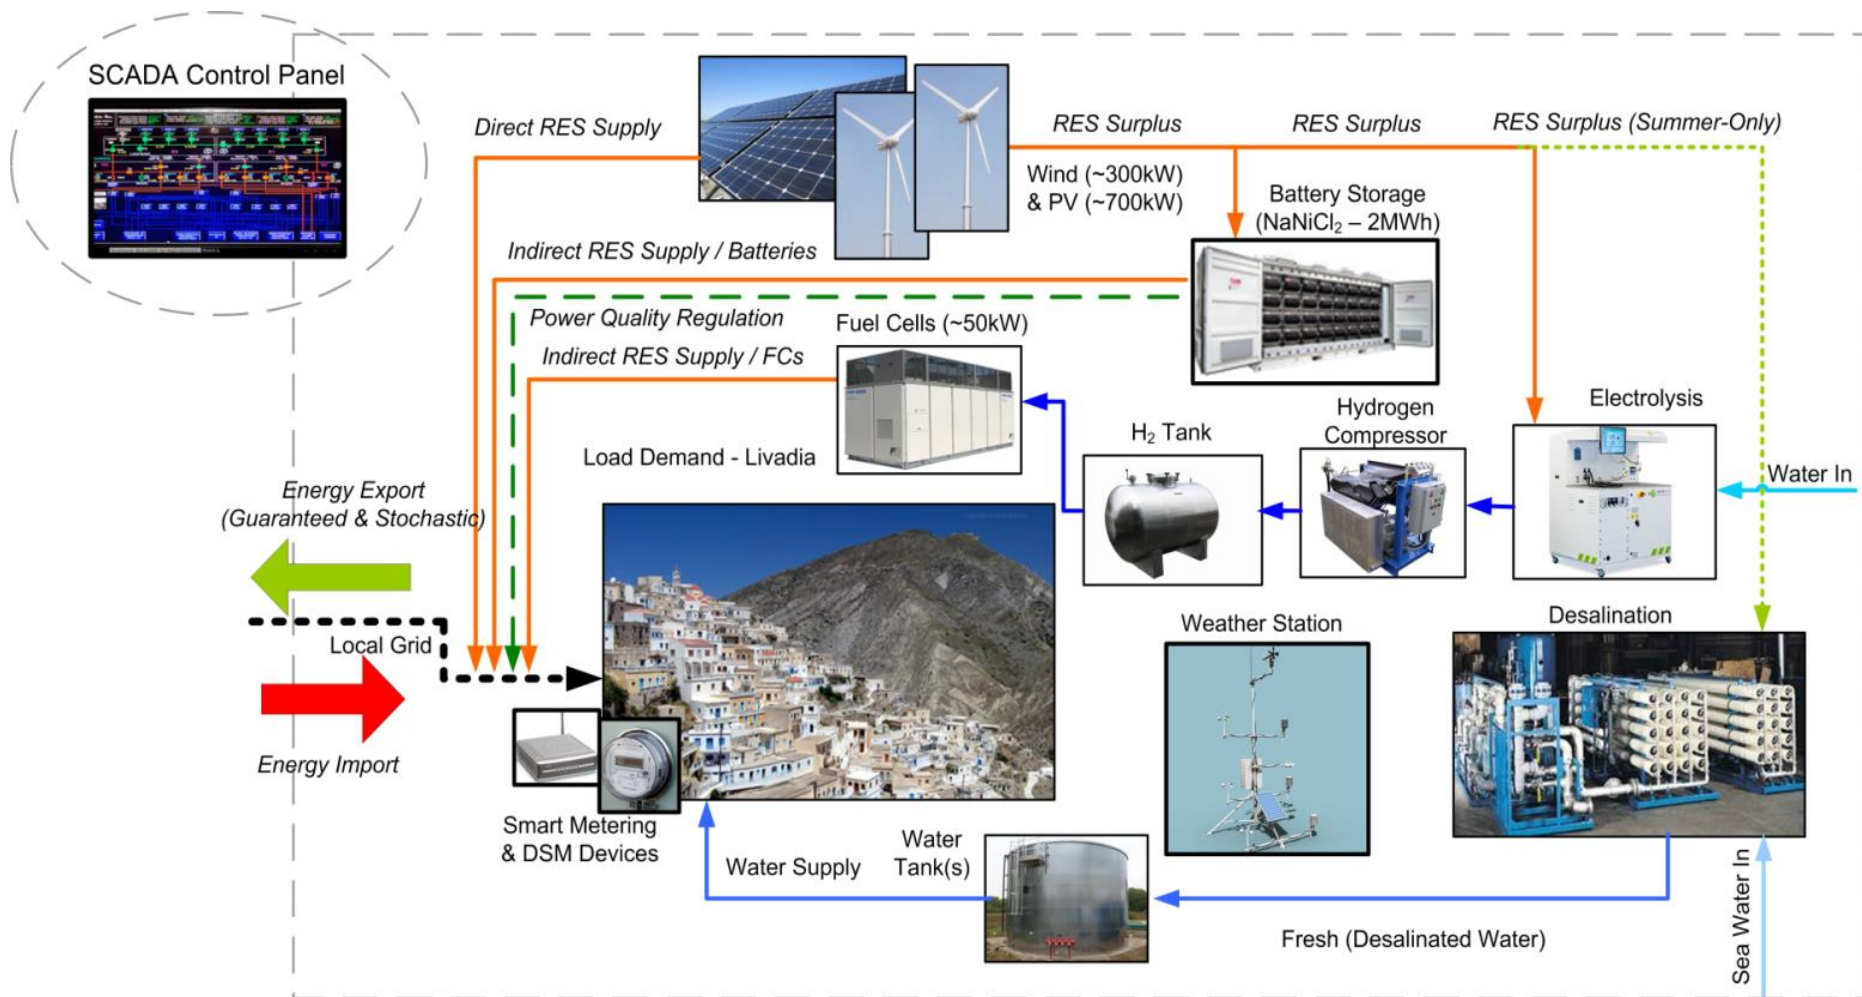 SCADA Control Panel
Direct RES Supply
RES Surplus
RES Surplus
RES Surplus (Summer-Only)
Wind (~300kW)
& PV (~700kW)
Battery Storage
(NaNiCl₂ – 2MWh)
Indirect RES Supply / Batteries
Power Quality Regulation
Fuel Cells (~50kW)
Indirect RES Supply / FCs
Electrolysis
Hydrogen
Compressor
H₂ Tank
Load Demand - Livadia
Water In
Energy Export
(Guaranteed & Stochastic)
Local Grid
Energy Import
Weather Station
Desalination
Smart Metering
& DSM Devices
Water Supply
Water
Tank(s)
Fresh (Desalinated Water)
Sea Water In